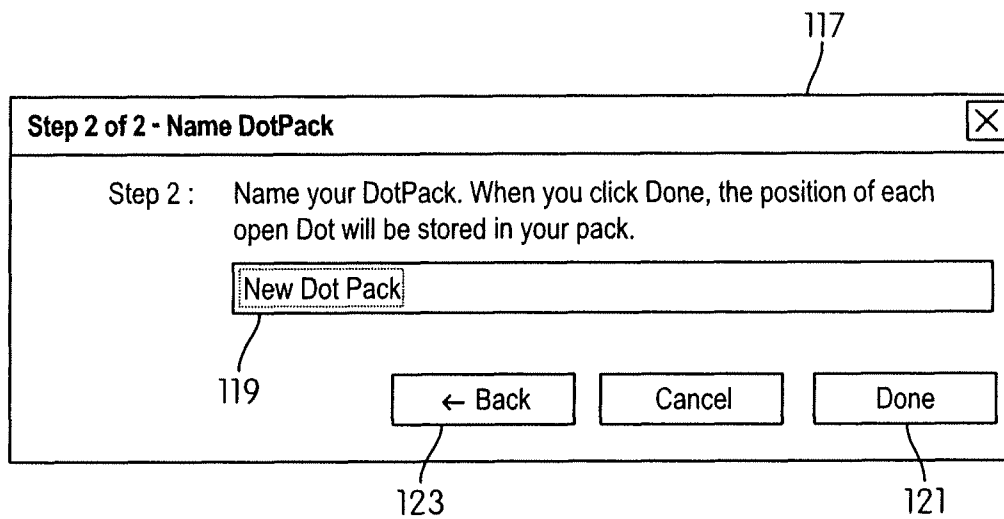 117
Step 2 of 2 - Name DotPack
Step 2 : Name your DotPack. When you click Done, the position of each
open Dot will be stored in your pack.
New Dot Pack
119
← Back Cancel Done
123 121